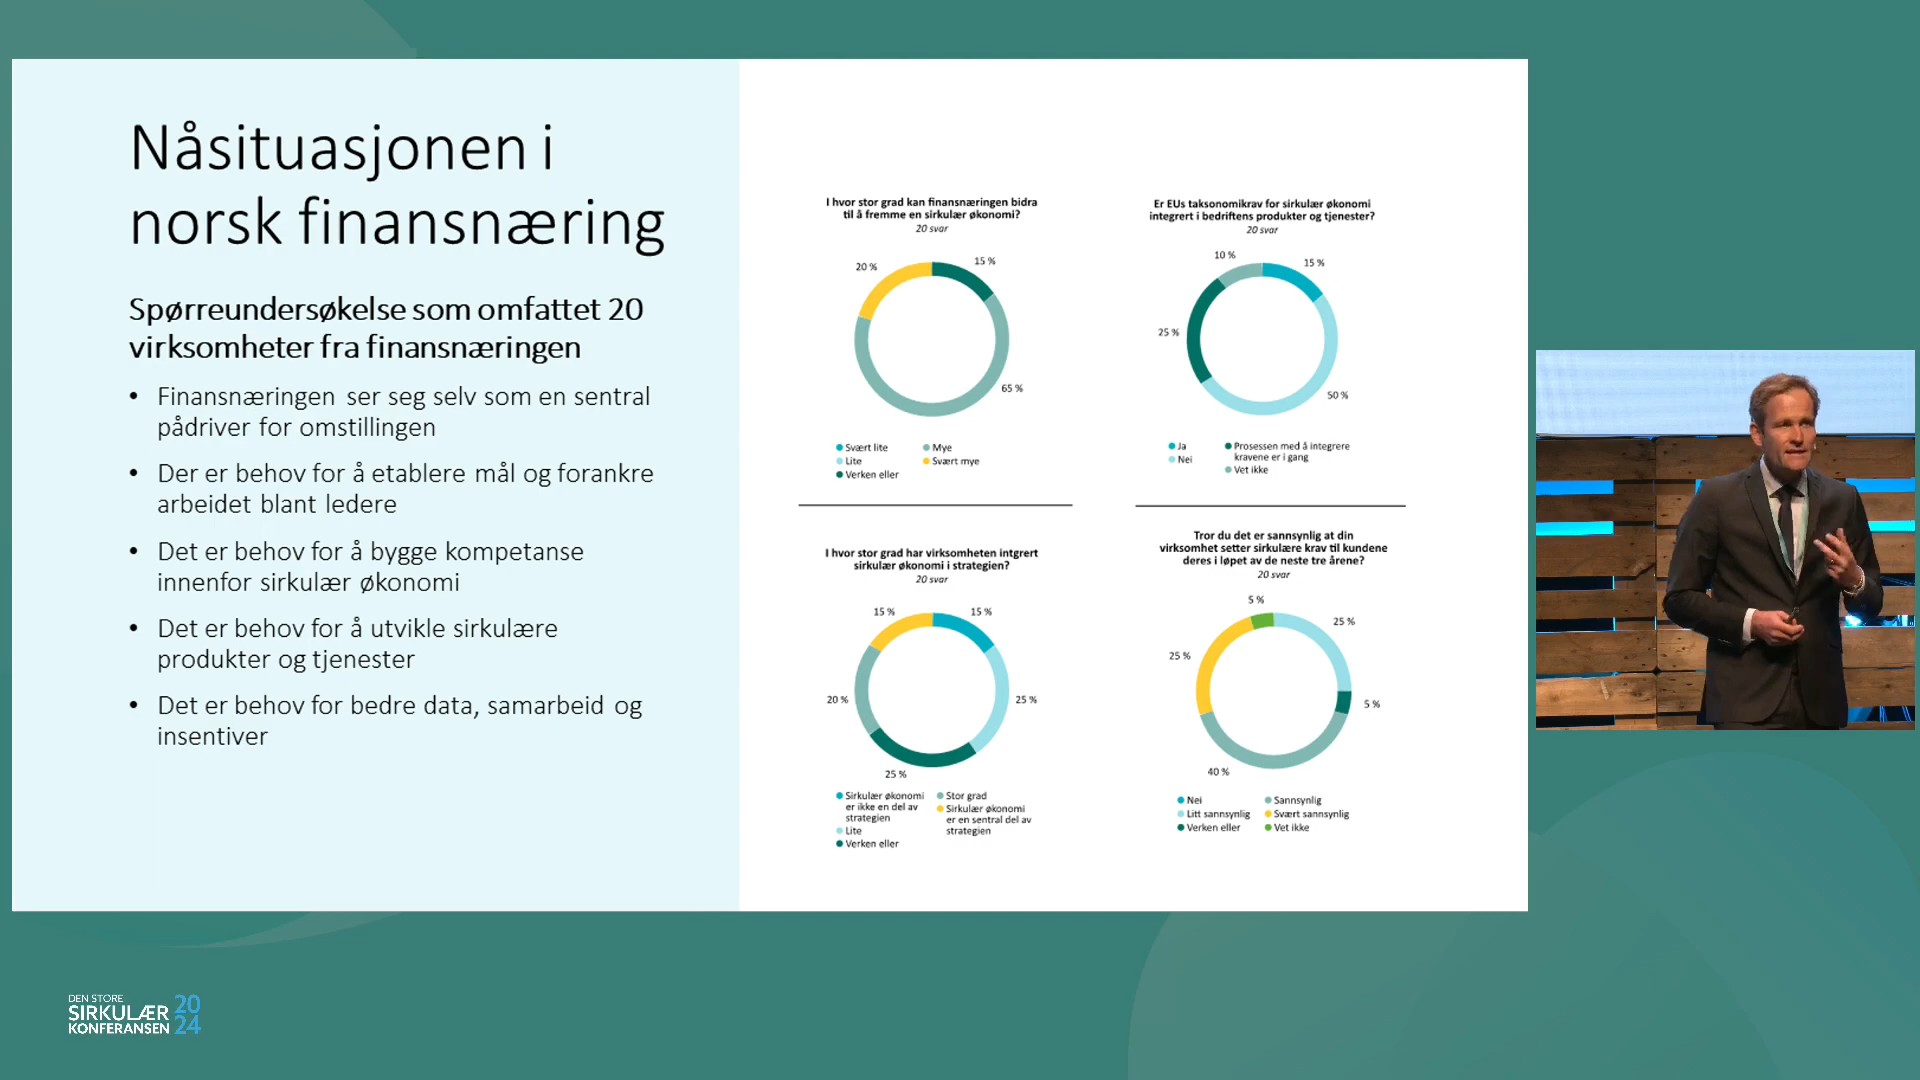 Nåsituasjonen i
norsk finansnæring
Spørreundersøkelse som omfattet 20
virksomheter fra finansnæringen
• Finansnæringen ser seg selv som en sentral
pådriver for omstillingen
• Der er behov for å etablere mål og forankre
arbeidet blant ledere
• Det er behov for å bygge kompetanse
innenfor sirkulær økonomi
• Det er behov for å utvikle sirkulære
produkter og tjenester
• Det er behov for bedre data, samarbeid og
insentiver
I hvor stor grad kan finansnæringen bidra
til å fremme en sirkulær økonomi?
20 svar
20 %
15 %
65 %
Svært lite
Lite
Verken eller
Mye
Svært mye
Er EUs taksonomikrav for sirkulær økonomi
integrert i bedriftens produkter og tjenester?
20 svar
10 %
15 %
25 %
50 %
Ja
Nei
Prosessen med å integrere
kravene er i gang
Vet ikke
I hvor stor grad har virksomheten intgrert
sirkulær økonomi i strategien?
20 svar
15 %
15 %
20 %
25 %
25 %
Sirkulær økonomi
er ikke en del av
strategien
Lite
Verken eller
Stor grad
Sirkulær økonomi
er en sentral del av
strategien
Tror du det er sannsynlig at din
virksomhet setter sirkulære krav til kundene
deres i løpet av de neste tre årene?
20 svar
5 %
25 %
25 %
5 %
40 %
Nei
Litt sannsynlig
Verken eller
Sannsynlig
Svært sannsynlig
Vet ikke
DEN STORE
SIRKULÆR 20
KONFERANSEN 24